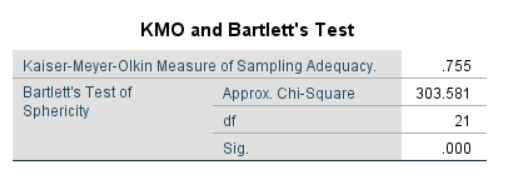 KMO and Bartlett's Test
Kaiser-Meyer-Olkin Measure of Sampling Adequacy. .755
Bartlett's Test of Sphericity Approx. Chi-Square 303.581
df 21
Sig. .000